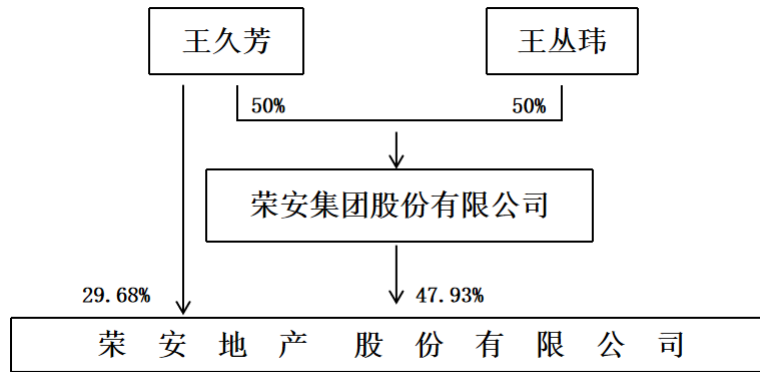 王久芳
王丛玮
50%
50%
荣安集团股份有限公司
29.68%
47.93%
荣安地产股份有限公司